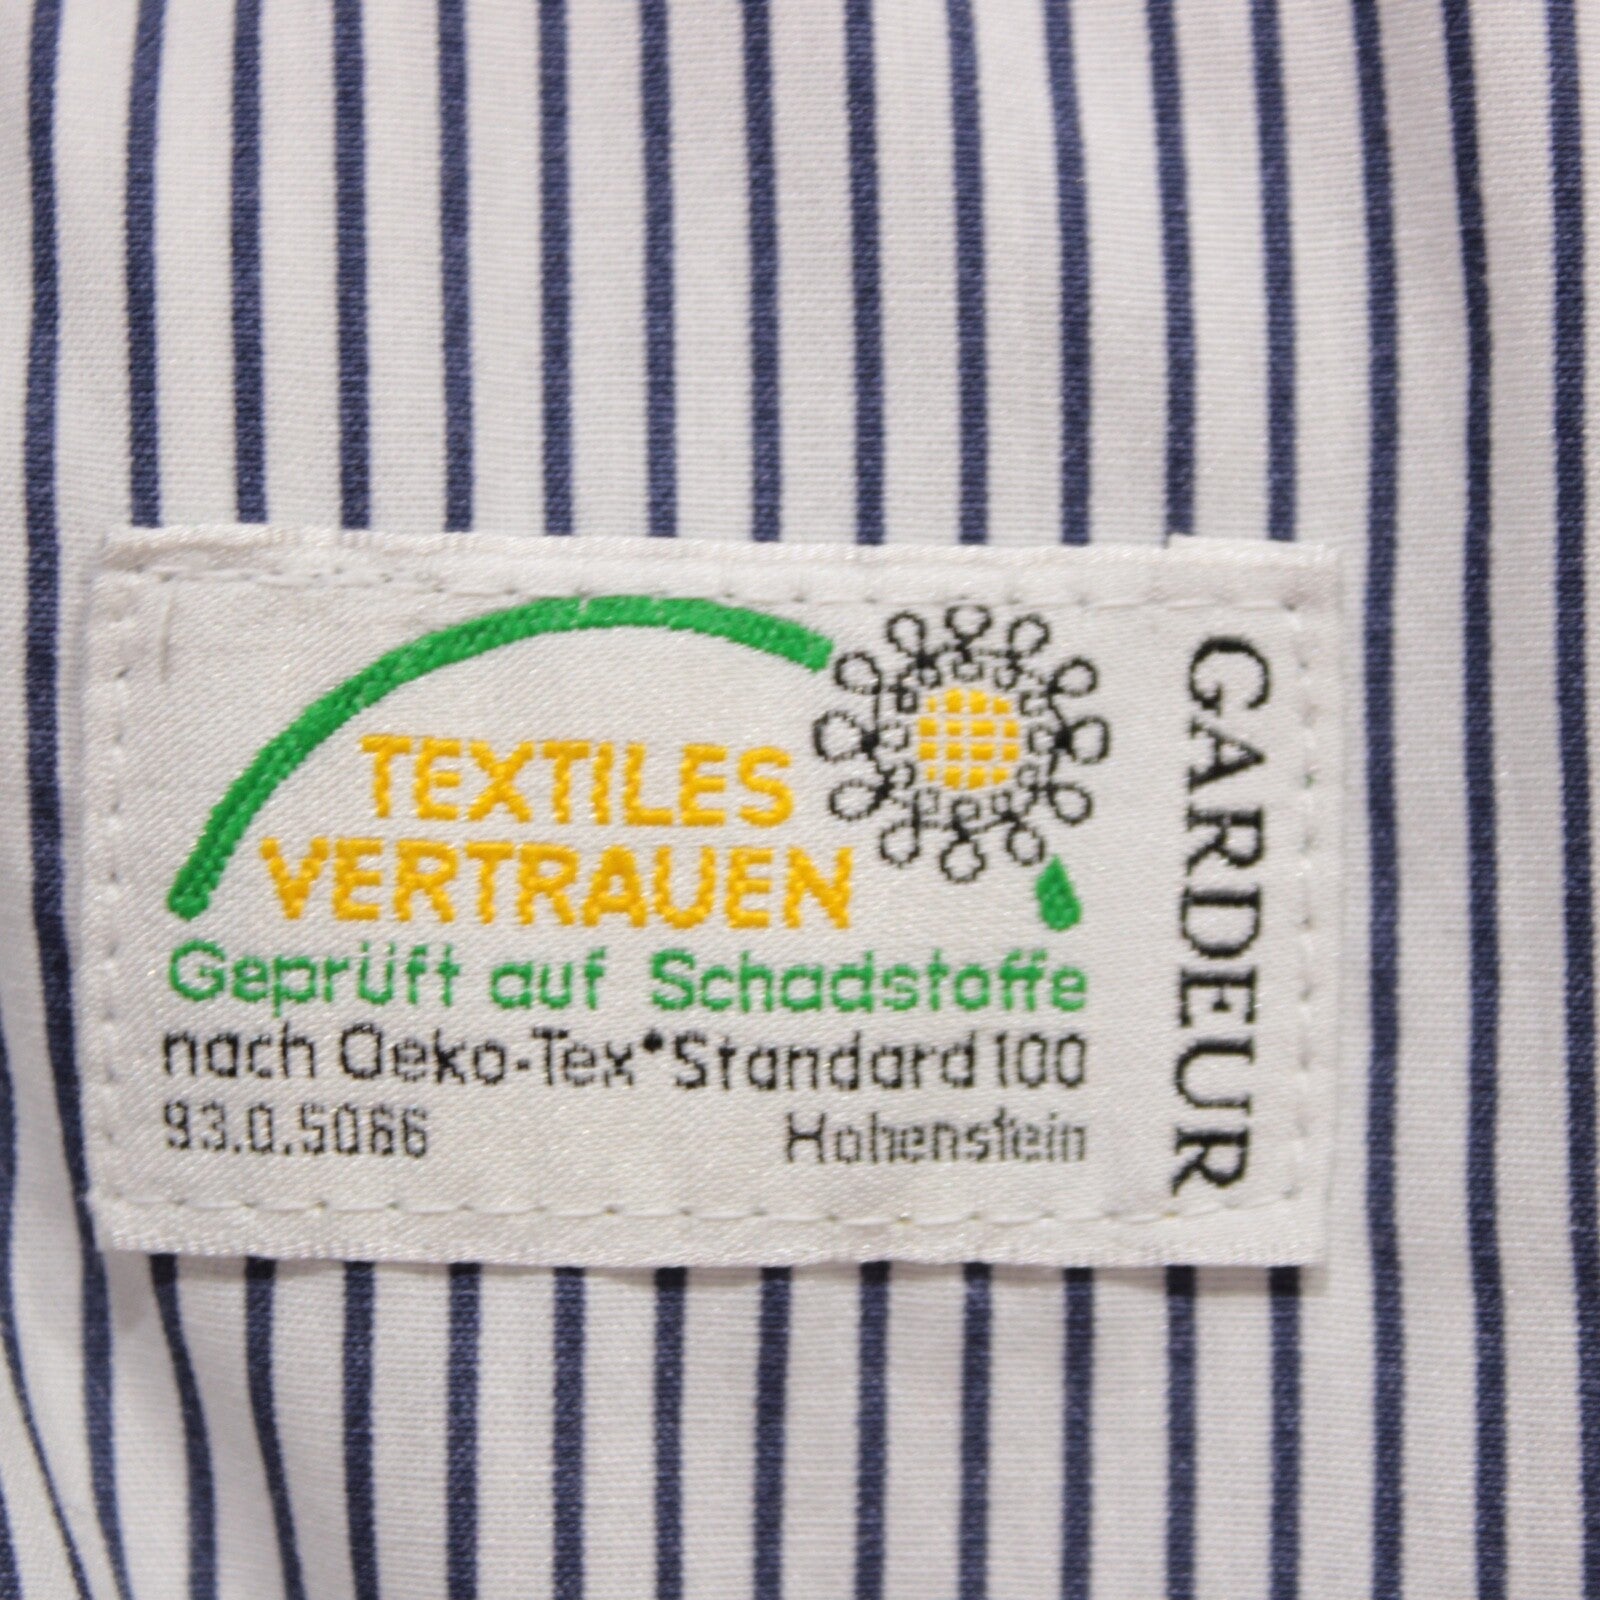 TEXTILES
VERTRAUEN
Geprüft auf Schadstoffe
nach Oeko-Tex® Standard 100
93.0.5066 Hohenstein
GARDEUR